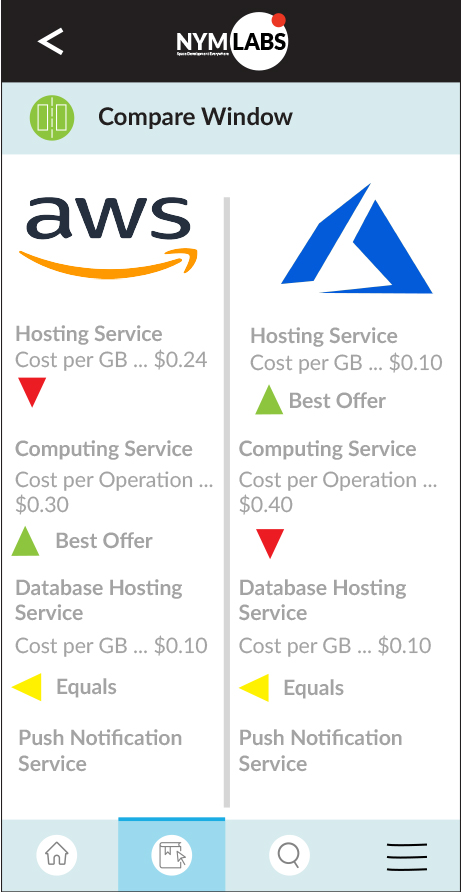 NYM LABS
Space Development Everywhere
Compare Window
aws
Hosting Service
Cost per GB ... $0.24
Computing Service
Cost per Operation ...
$0.30
Best Offer
Database Hosting
Service
Cost per GB ... $0.10
Equals
Push Notification
Service
Hosting Service
Cost per GB ... $0.10
Best Offer
Computing Service
Cost per Operation ...
$0.40
Database Hosting
Service
Cost per GB ... $0.10
Equals
Push Notification
Service